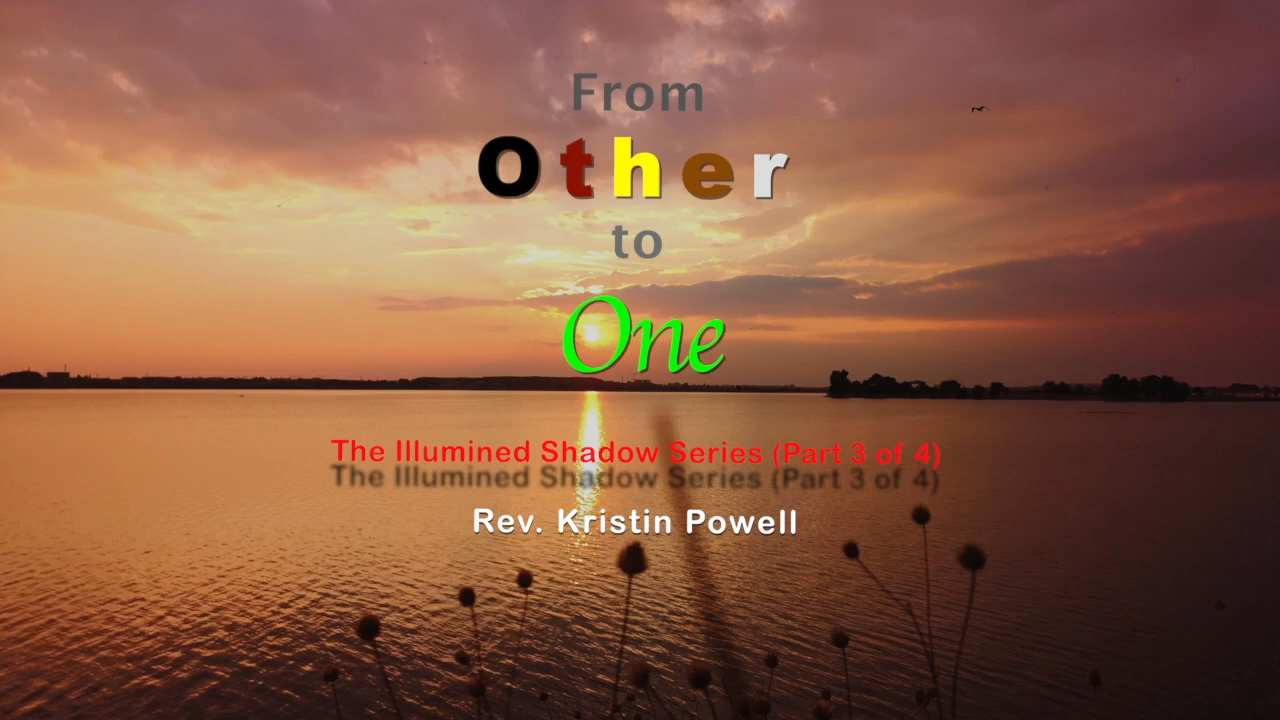 From
Other
to
One
The Illumined Shadow Series (Part 3 of 4)
Rev. Kristin Powell